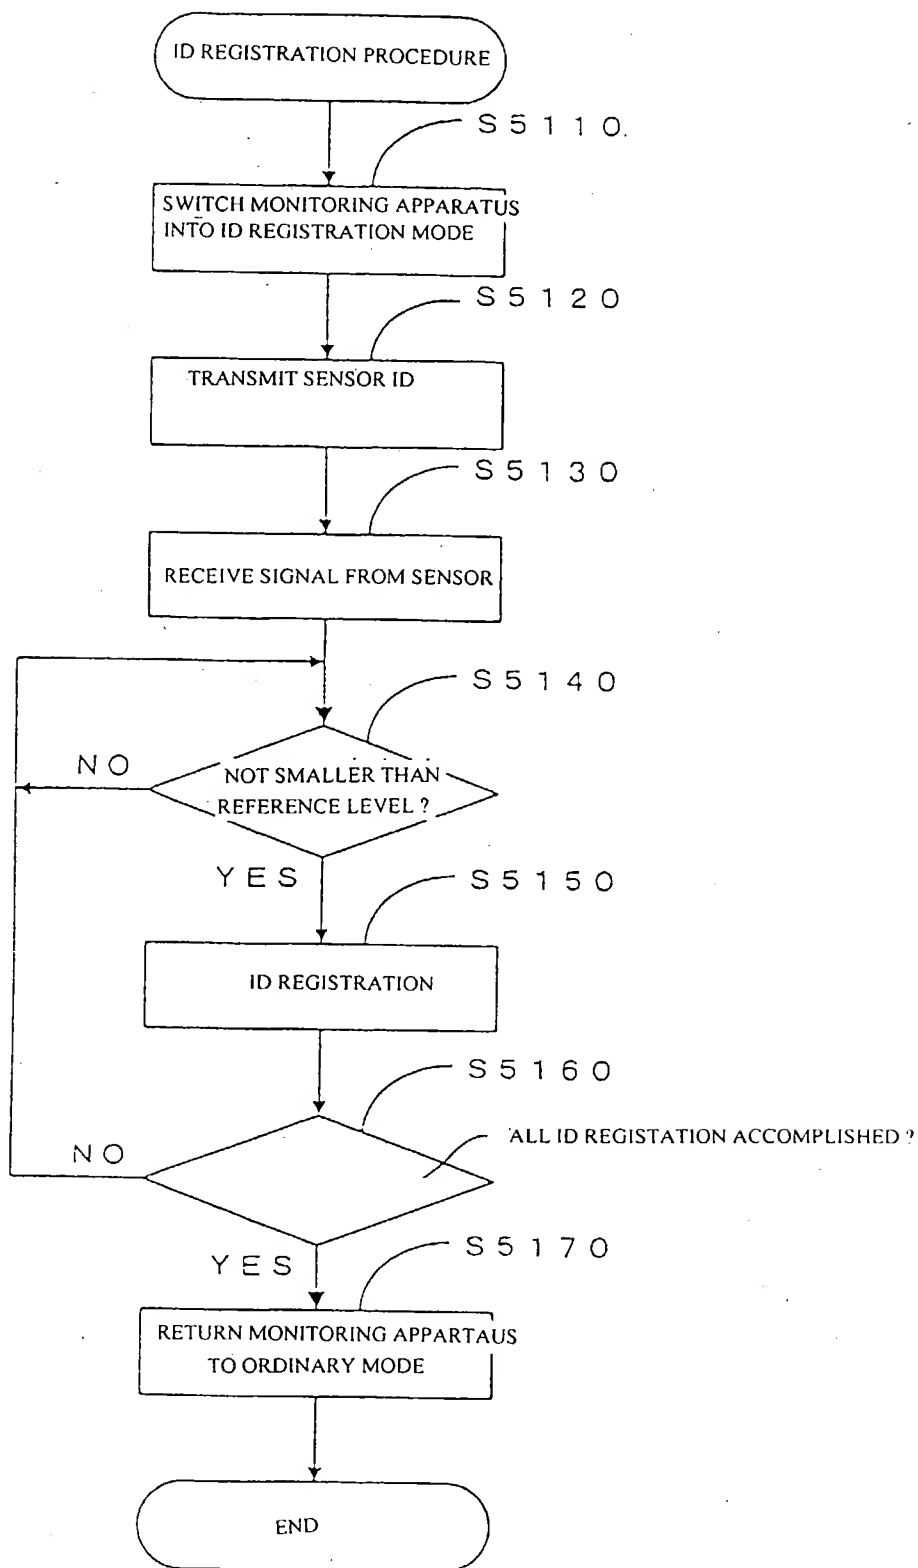 ID REGISTRATION PROCEDURE
S5110
SWITCH MONITORING APPARATUS
INTO ID REGISTRATION MODE
S5120
TRANSMIT SENSOR ID
S5130
RECEIVE SIGNAL FROM SENSOR
S5140
NO
NOT SMALLER THAN
REFERENCE LEVEL ?
YES
S5150
ID REGISTRATION
S5160
ALL ID REGISTATION ACCOMPLISHED ?
NO
YES
S5170
RETURN MONITORING APPARTAUS
TO ORDINARY MODE
END